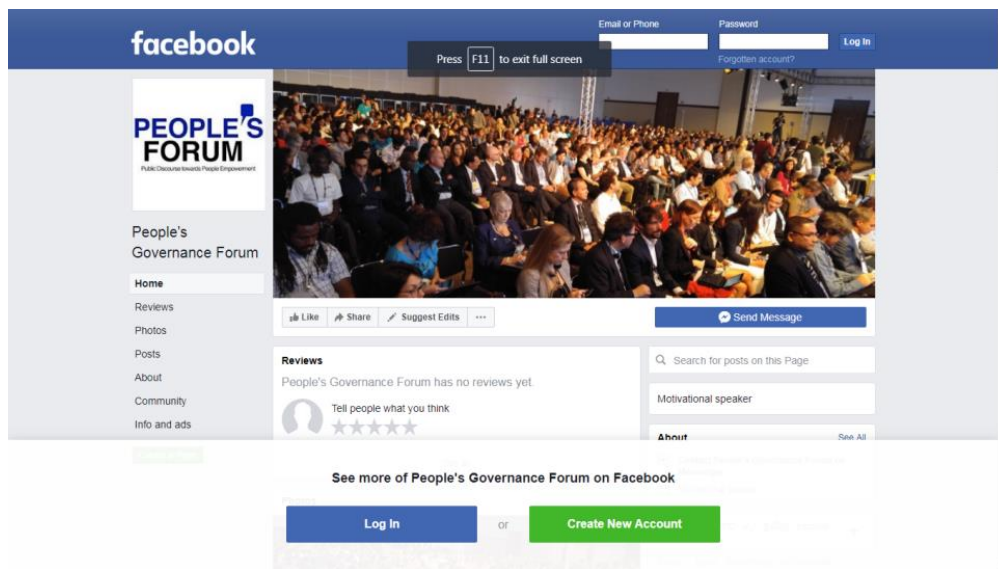 facebook
Email or Phone
Password
Log In
Forgotten account?
Press F11 to exit full screen
PEOPLE'S
FORUM
Public Discourse towards People Empowerment
People's
Governance Forum
Home
Reviews
Photos
Posts
About
Community
Info and ads
Like
Share
Suggest Edits
Send Message
Reviews
People's Governance Forum has no reviews yet.
Tell people what you think
Search for posts on this Page
Motivational speaker
About
See All
See more of People's Governance Forum on Facebook
Log In
or
Create New Account